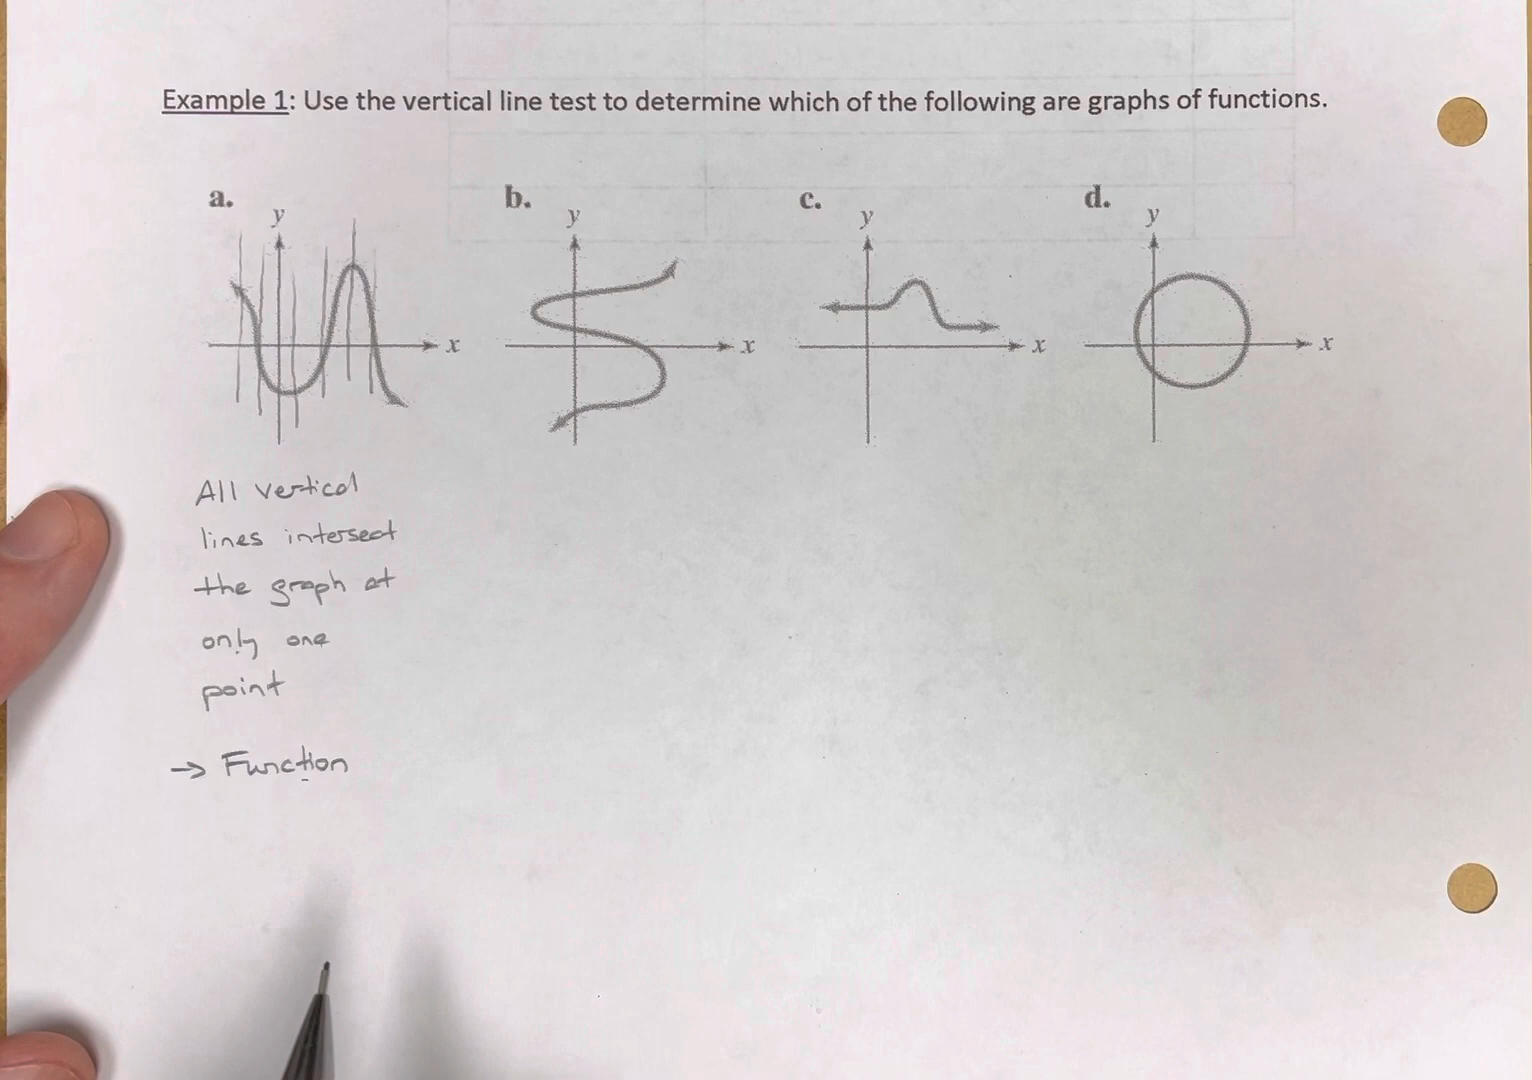 Example 1: Use the vertical line test to determine which of the following are graphs of functions.
a.
y
x
b.
y
x
c.
y
x
d.
y
x
All vertical
lines intersect
the graph at
only one
point
→ Function